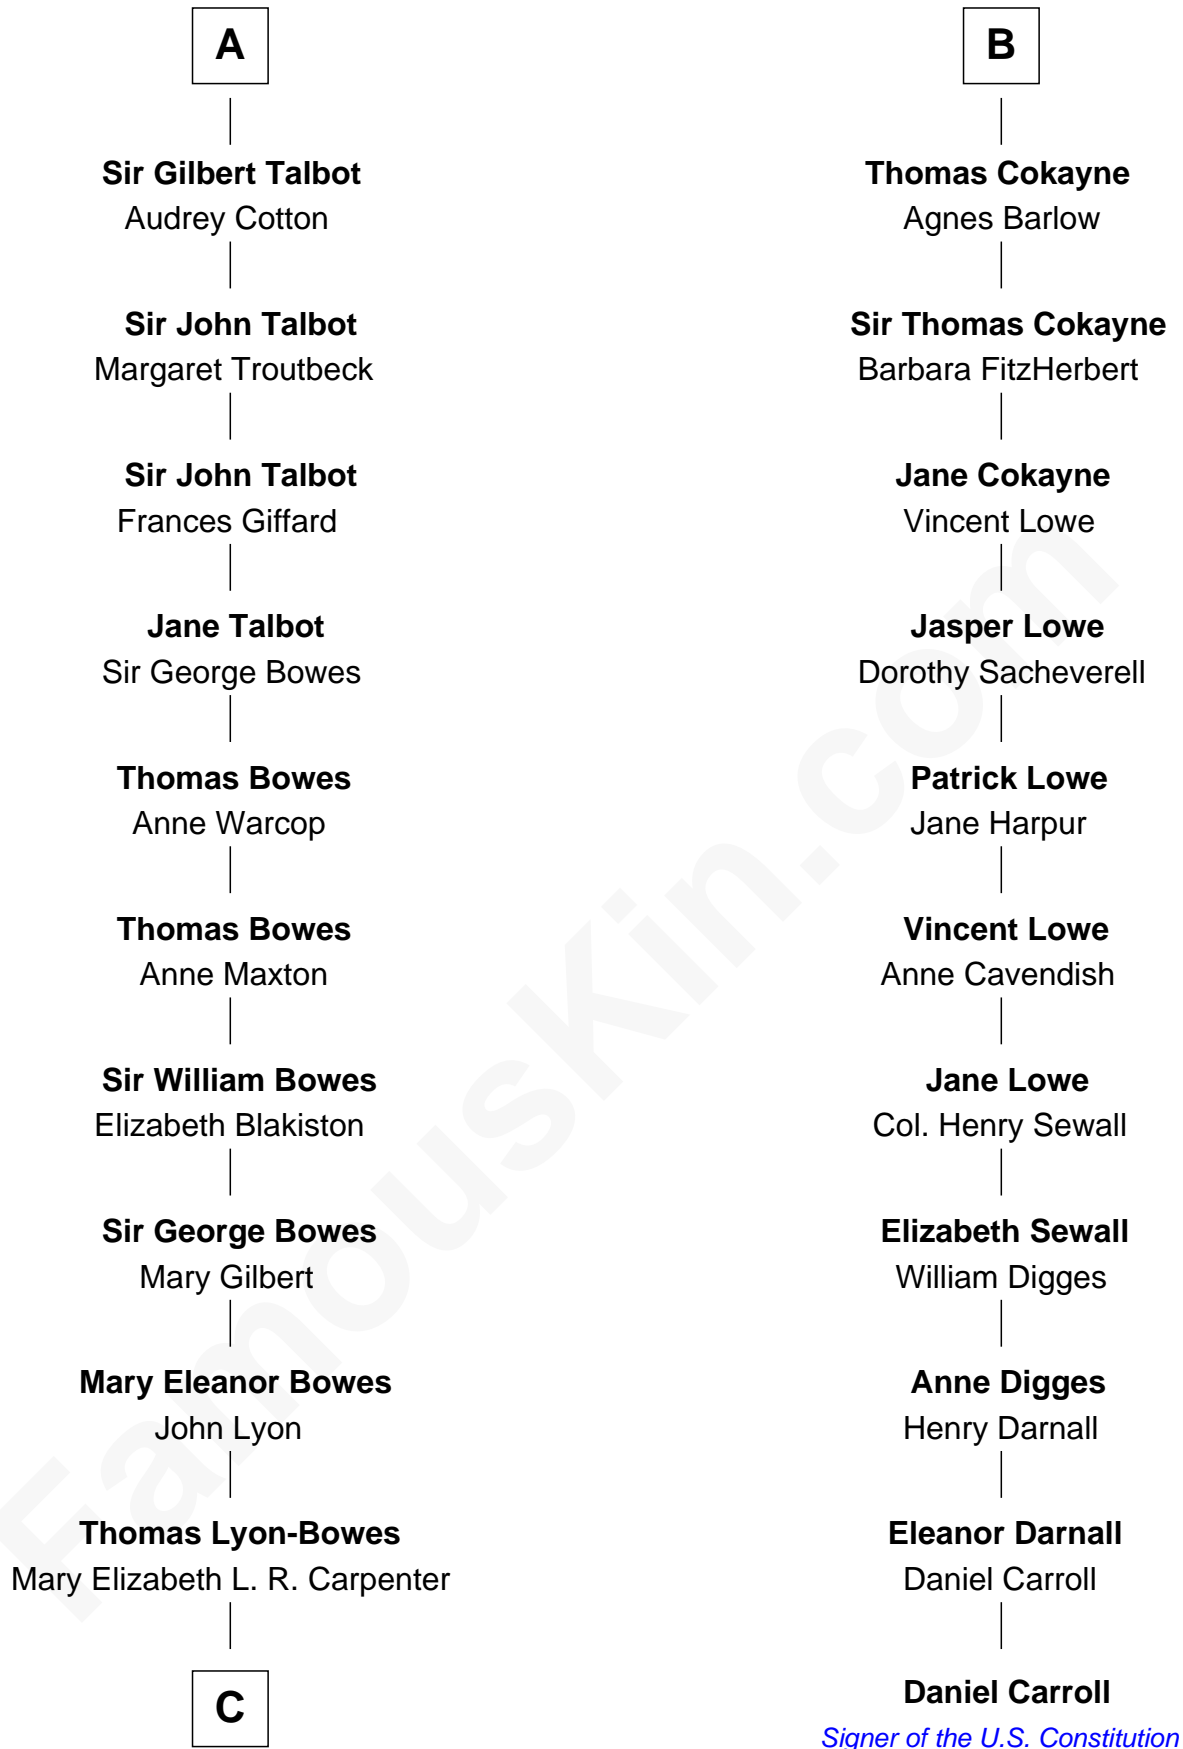 A
Sir Gilbert Talbot
Audrey Cotton
Sir John Talbot
Margaret Troutbeck
Sir John Talbot
Frances Giffard
Jane Talbot
Sir George Bowes
Thomas Bowes
Anne Warcop
Thomas Bowes
Anne Maxton
Sir William Bowes
Elizabeth Blakiston
Sir George Bowes
Mary Gilbert
Mary Eleanor Bowes
John Lyon
Thomas Lyon-Bowes
Mary Elizabeth L. R. Carpenter
C
B
Thomas Cokayne
Agnes Barlow
Sir Thomas Cokayne
Barbara FitzHerbert
Jane Cokayne
Vincent Lowe
Jasper Lowe
Dorothy Sacheverell
Patrick Lowe
Jane Harpur
Vincent Lowe
Anne Cavendish
Jane Lowe
Col. Henry Sewall
Elizabeth Sewall
William Digges
Anne Digges
Henry Darnall
Eleanor Darnall
Daniel Carroll
Daniel Carroll
Signer of the U.S. Constitution
FamousKin.com